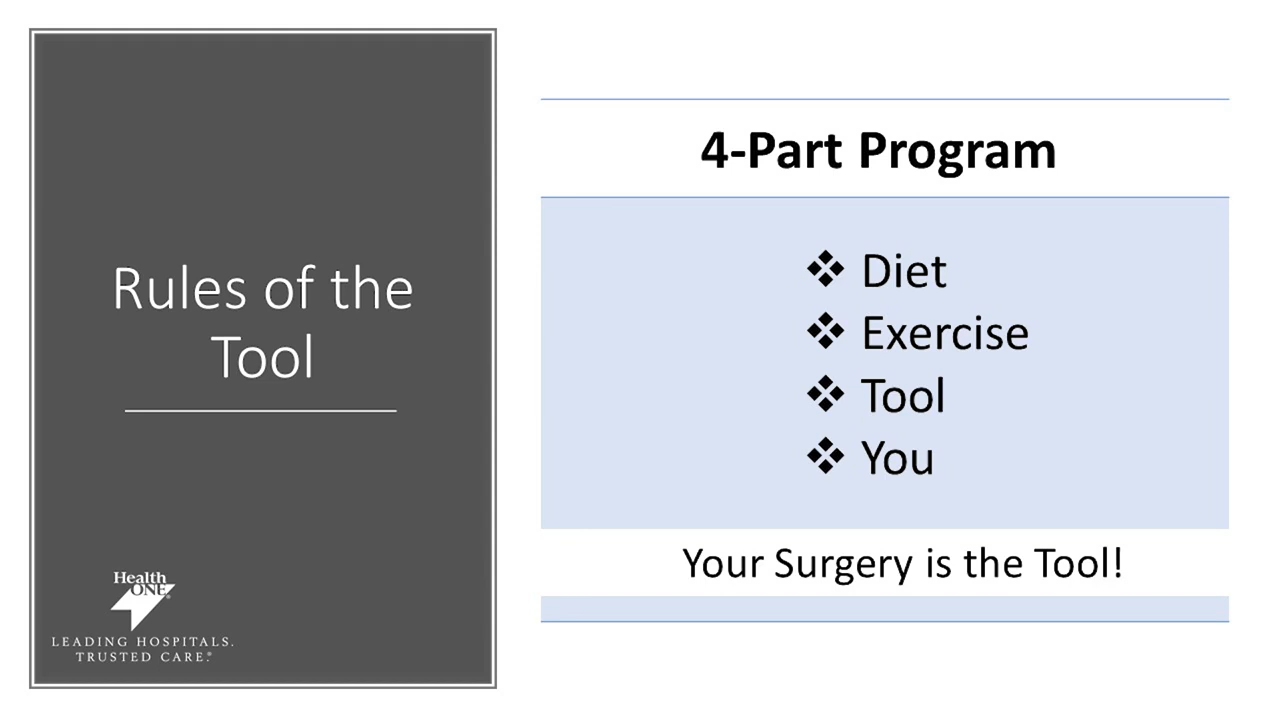 Rules of the
Tool
Health
ONE®
LEADING HOSPITALS.
TRUSTED CARE.®
4-Part Program
❖ Diet
❖ Exercise
❖ Tool
❖ You
Your Surgery is the Tool!